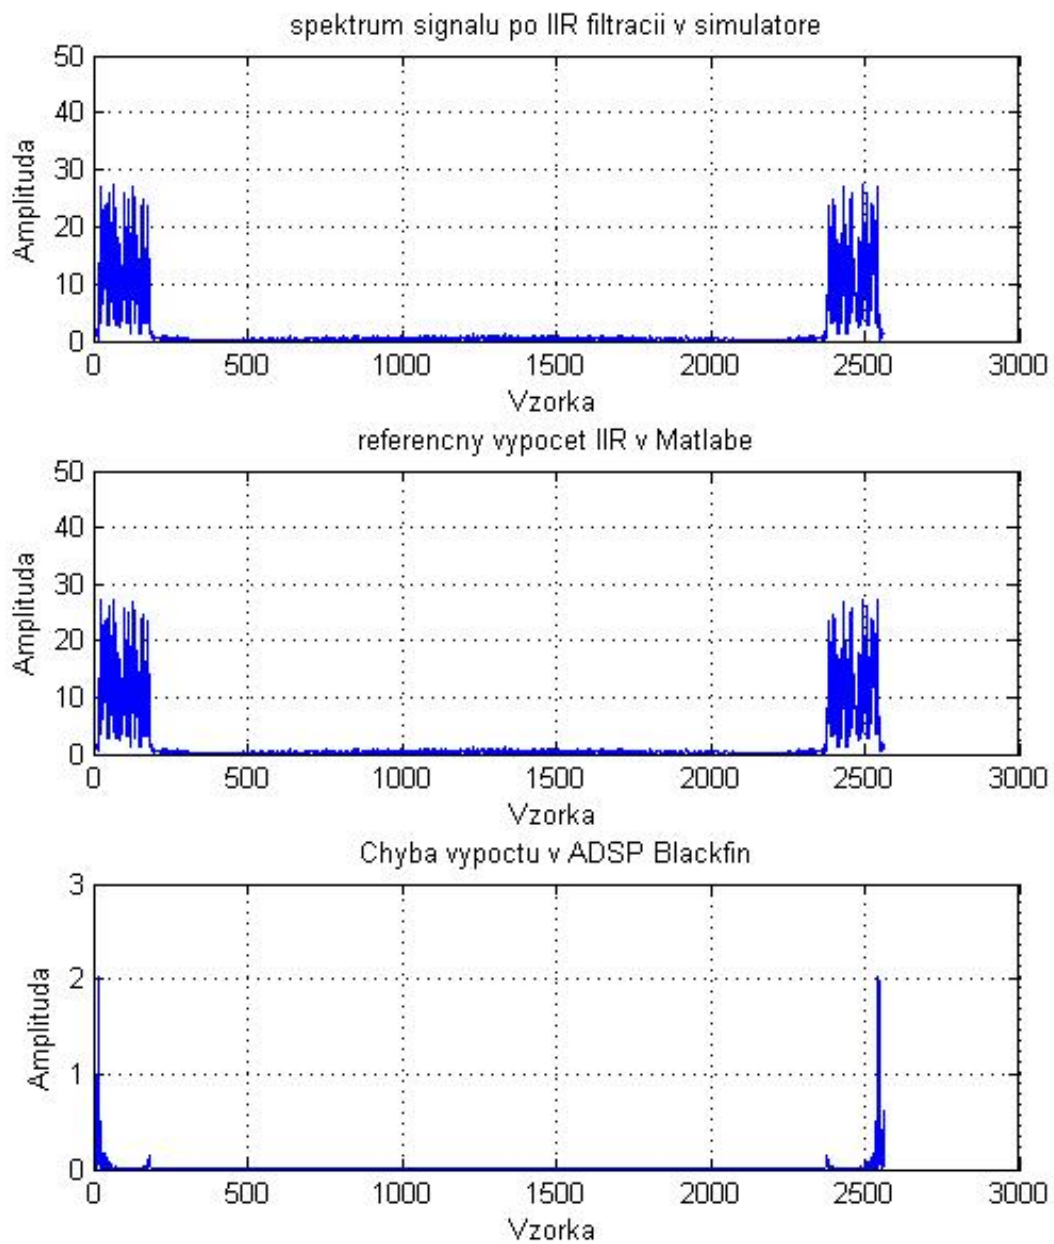 spektrum signalu po IIR filtracii v simulatore
50
40
30
20
10
0
Amplituda
0 500 1000 1500 2000 2500 3000
Vzorka
referencny vypocet IIR v Matlabe
50
40
30
20
10
0
Amplituda
0 500 1000 1500 2000 2500 3000
Vzorka
Chyba vypoctu v ADSP Blackfin
3
2
1
0
Amplituda
0 500 1000 1500 2000 2500 3000
Vzorka